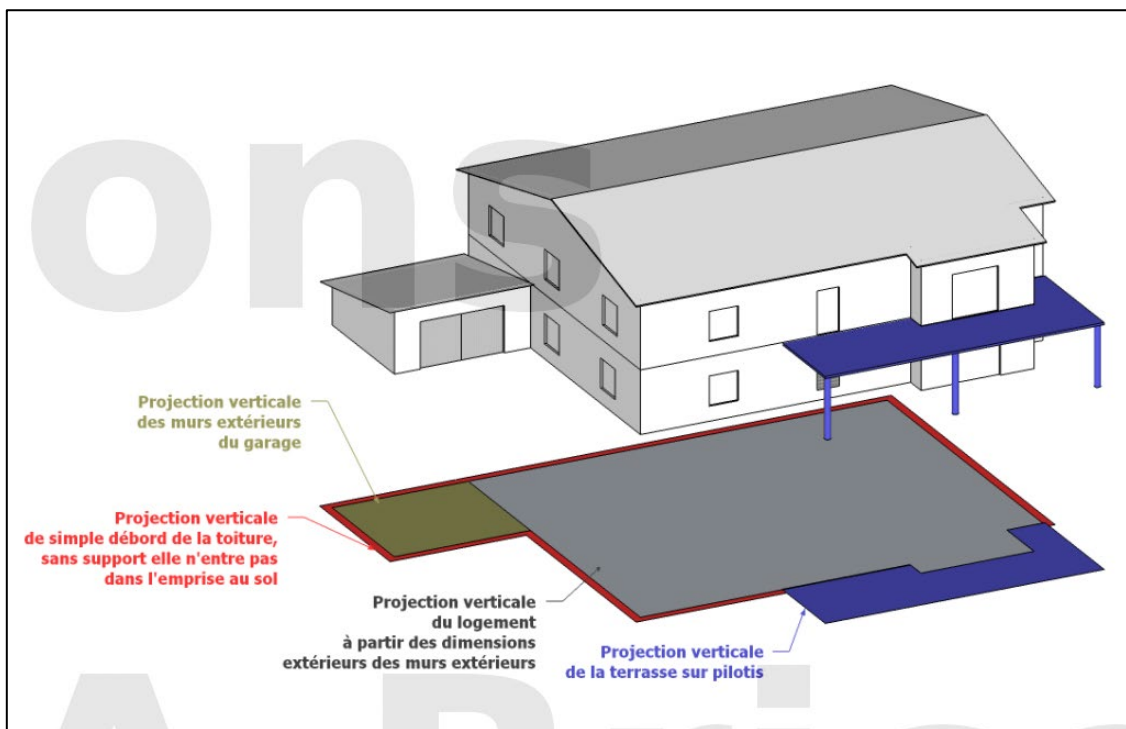 ons
Projection verticale
des murs extérieurs
du garage
Projection verticale
de simple débord de la toiture,
sans support elle n'entre pas
dans l'emprise au sol
Projection verticale
du logement
à partir des dimensions
extérieurs des murs extérieurs
Projection verticale
de la terrasse sur pilotis